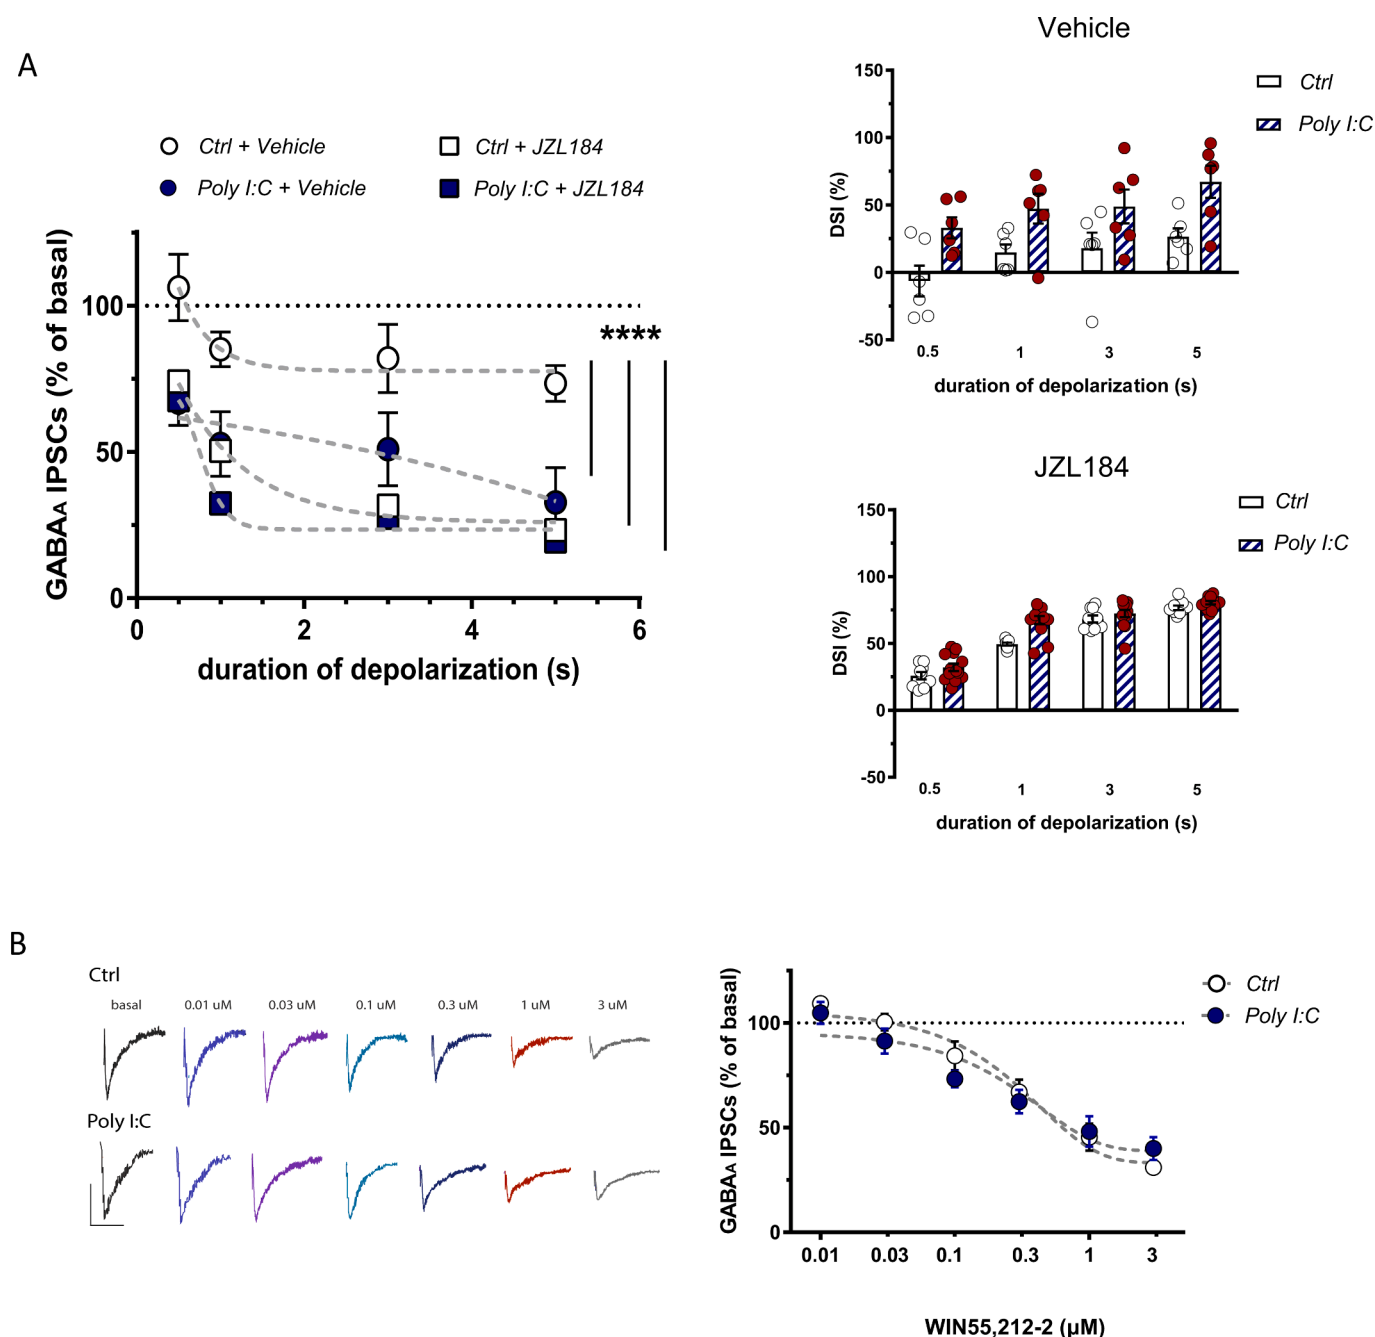 A
Ctrl + Vehicle
Ctrl + JZL184
Poly I:C + Vehicle
Poly I:C + JZL184
GABAA IPSCs (% of basal)
100
50
0
****
0 2 4 6
duration of depolarization (s)
Vehicle
Ctrl
Poly I:C
DSI (%)
150
100
50
0
-50
0.5 1 3 5
duration of depolarization (s)
JZL184
Ctrl
Poly I:C
DSI (%)
150
100
50
0
-50
0.5 1 3 5
duration of depolarization (s)
B
Ctrl
basal 0.01 uM 0.03 uM 0.1 uM 0.3 uM 1 uM 3 uM
Poly I:C
GABAA IPSCs (% of basal)
100
50
0
Ctrl
Poly I:C
0.01 0.03 0.1 0.3 1 3
WIN55,212-2 (µM)